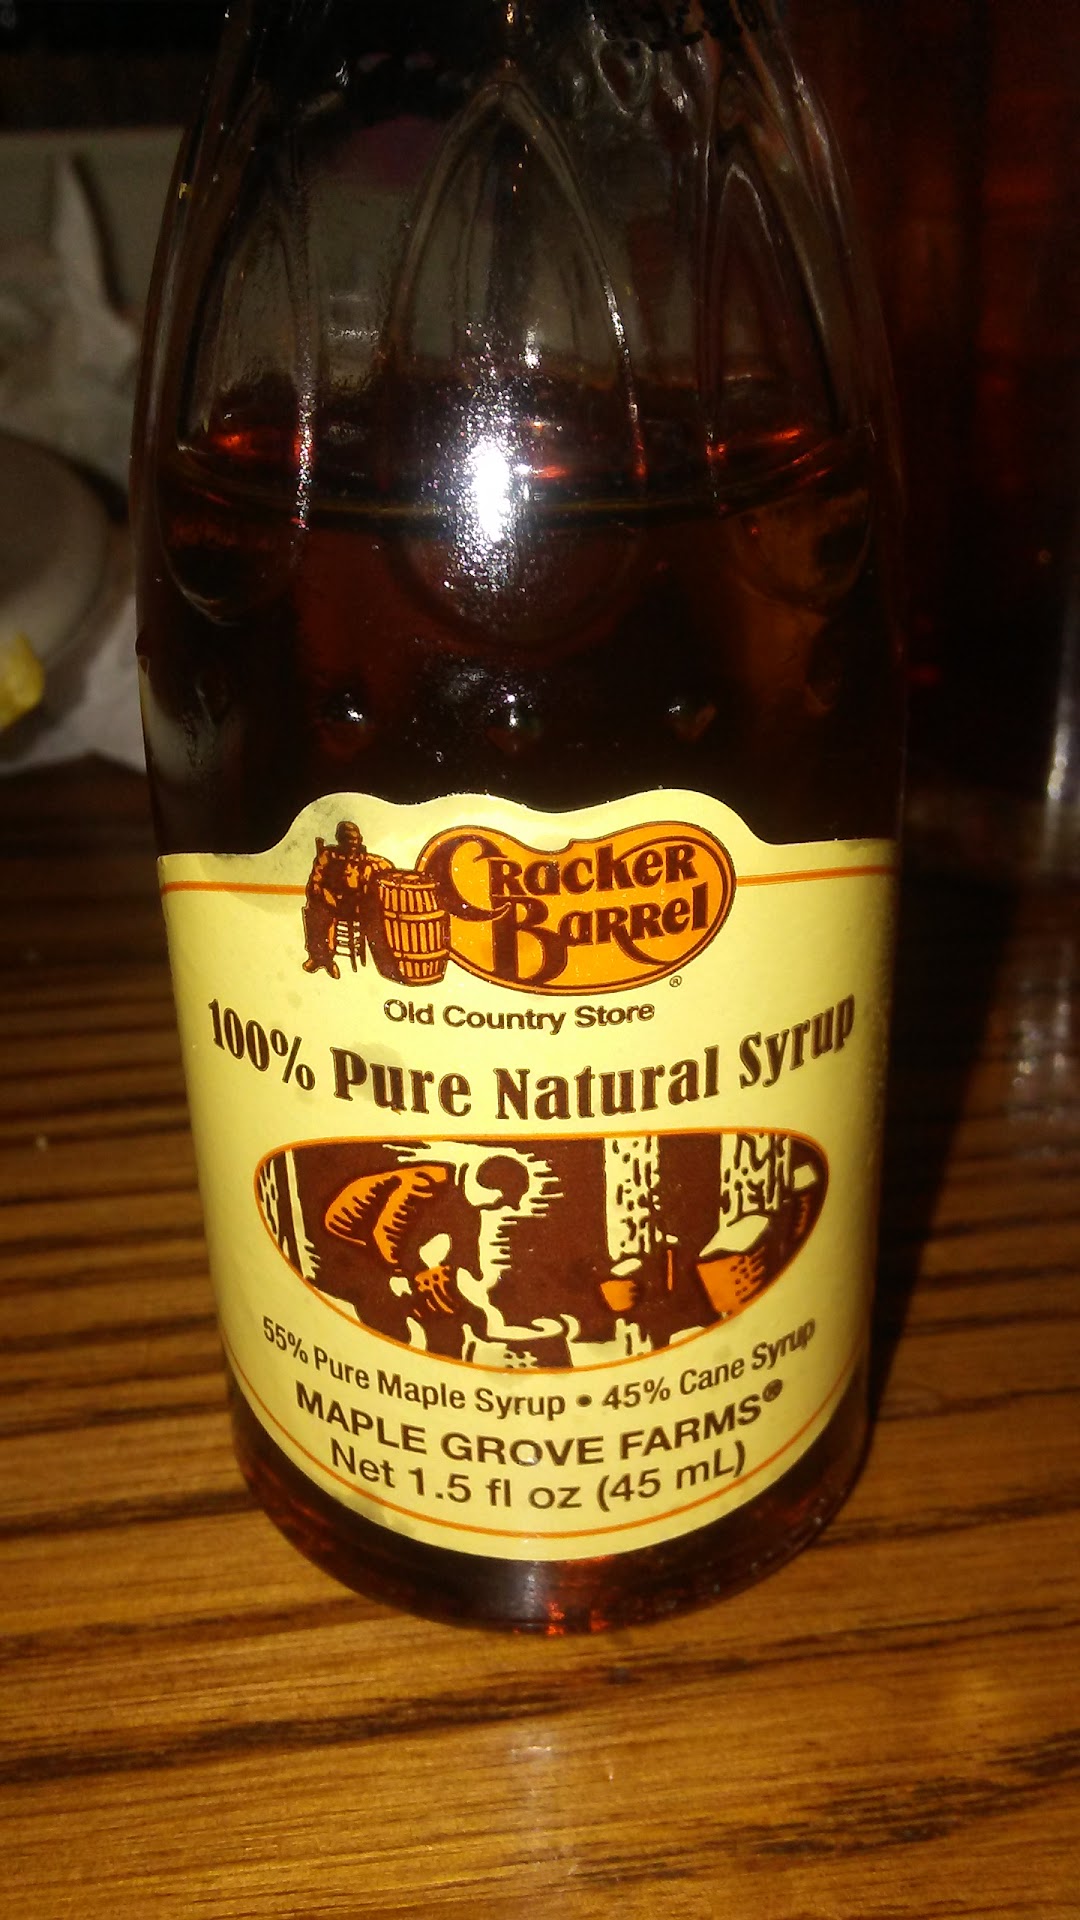 Cracker
Barrel®
Old Country Store
100% Pure Natural Syrup
55% Pure Maple Syrup • 45% Cane Syrup
MAPLE GROVE FARMS®
Net 1.5 fl oz (45 mL)